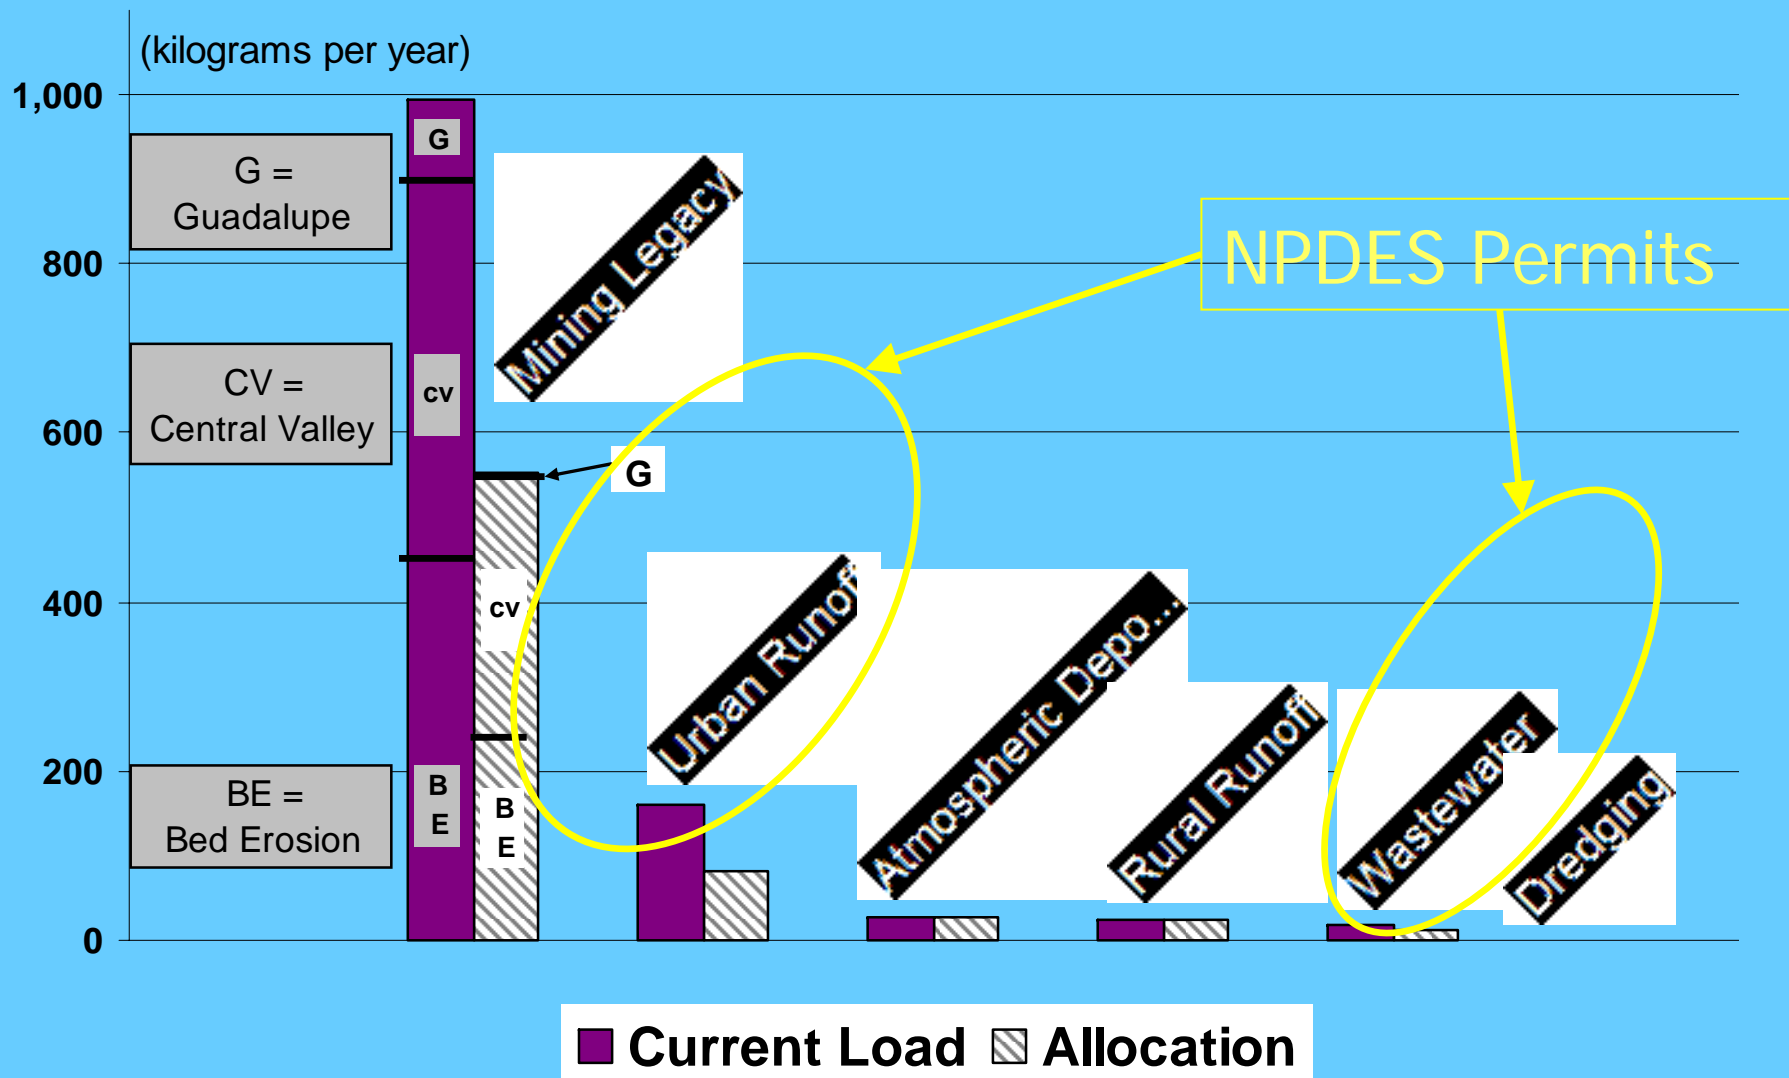 (kilograms per year)
1,000
800
600
400
200
0
G =
Guadalupe
CV =
Central Valley
BE =
Bed Erosion
G
cv
B
E
G
cv
B
E
Mining Legacy
Urban Runoff
Atmospheric Depo...
Rural Runoff
Wastewater
Dredging
NPDES Permits
Current Load
Allocation